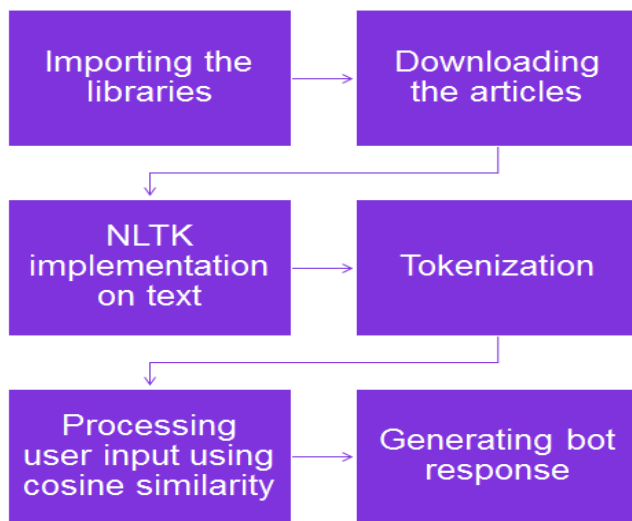 Importing the
libraries
Downloading
the articles
NLTK
implementation
on text
Tokenization
Processing
user input using
cosine similarity
Generating bot
response